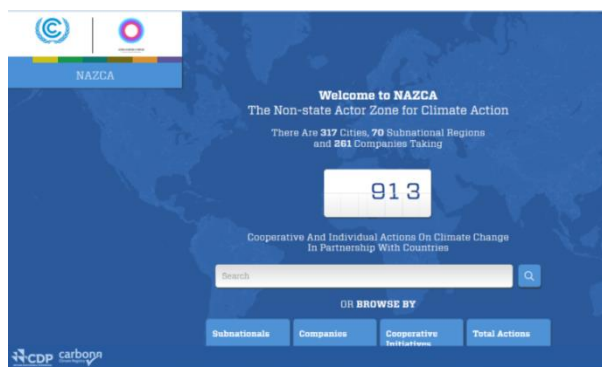 NAZCA
Welcome to NAZCA
The Non-state Actor Zone for Climate Action
There Are 317 Cities, 70 Subnational Regions
and 261 Companies Taking
913
Cooperative And Individual Actions On Climate Change
In Partnership With Countries
Search
OR BROWSE BY
Subnationals
Companies
Cooperative
Initiatives
Total Actions
CDP
carbonn